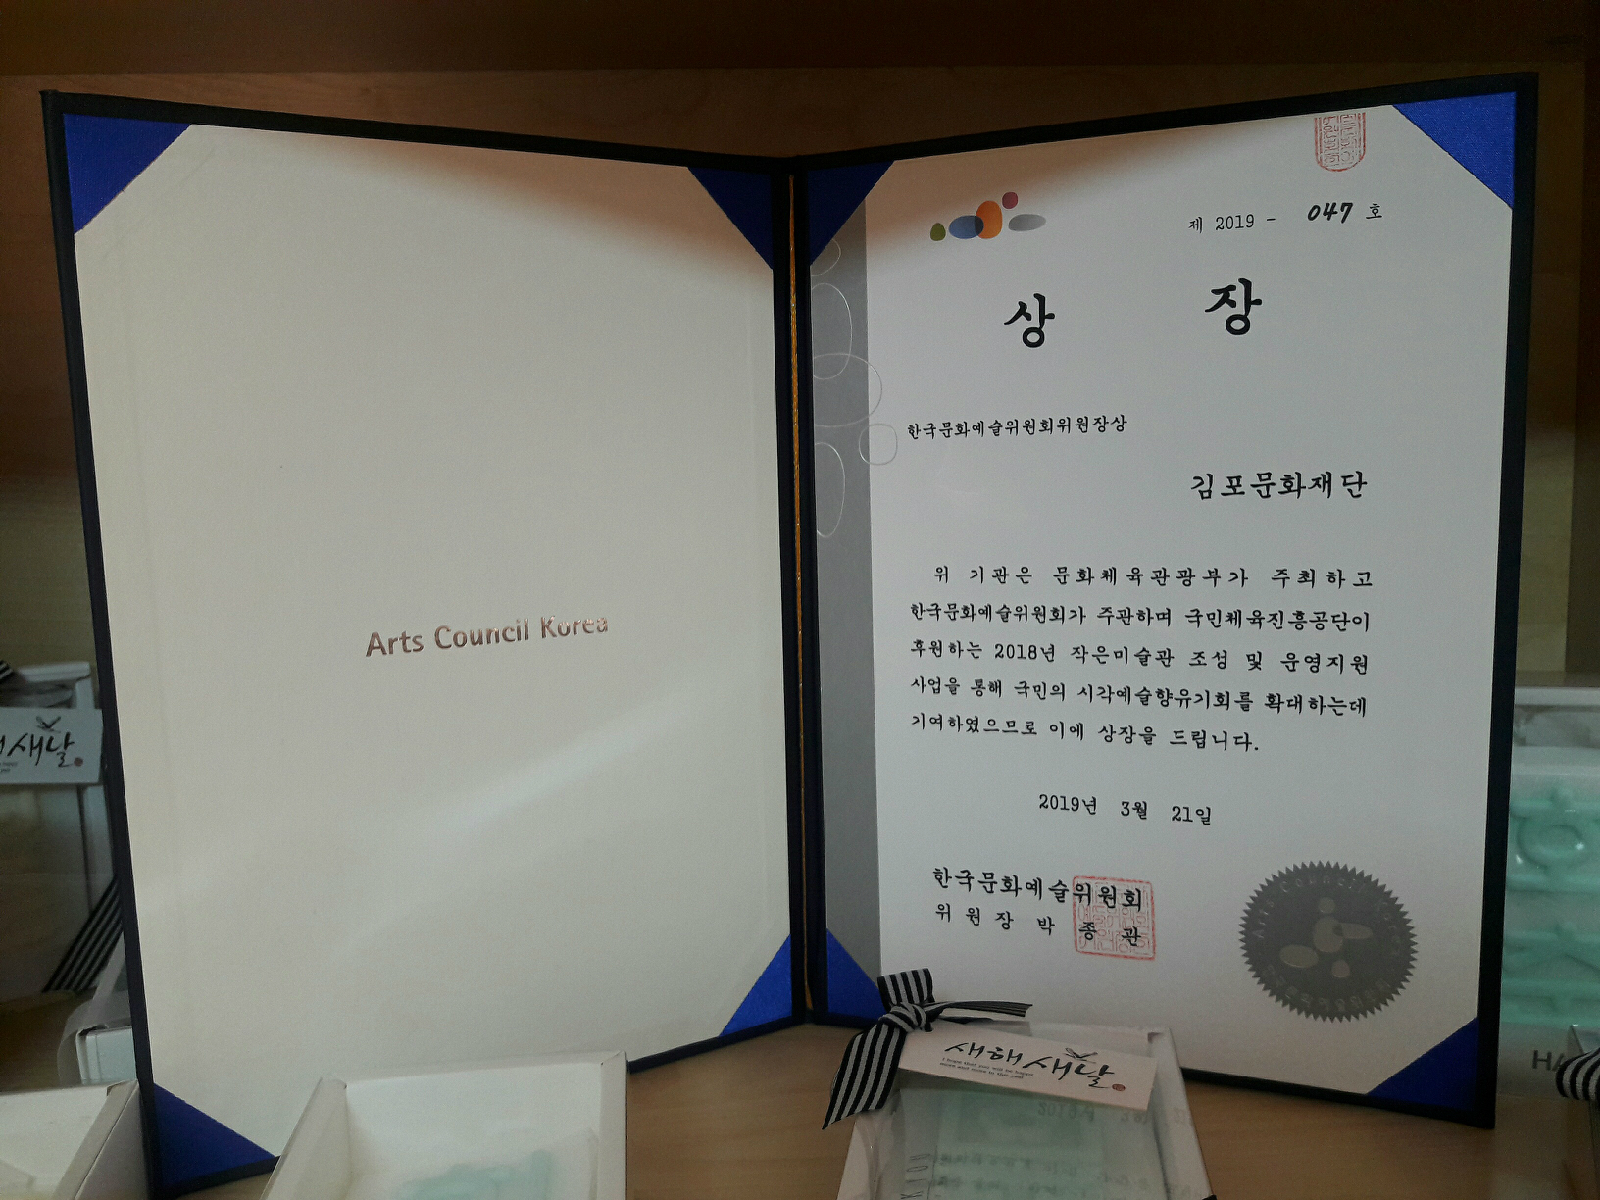 Arts Council Korea
제 2019 - 047 호
상 장
한국문화예술위원회위원장상
김포문화재단
위 기관은 문화체육관광부가 주최하고
한국문화예술위원회가 주관하며 국민체육진흥공단이
후원하는 2018년 작은미술관 조성 및 운영지원
사업을 통해 국민의 시각예술향유기회를 확대하는데
기여하였으므로 이에 상장을 드립니다.
2019년 3월 21일
한국문화예술위원회
위원장 박종관
새해 새날
새날
HA